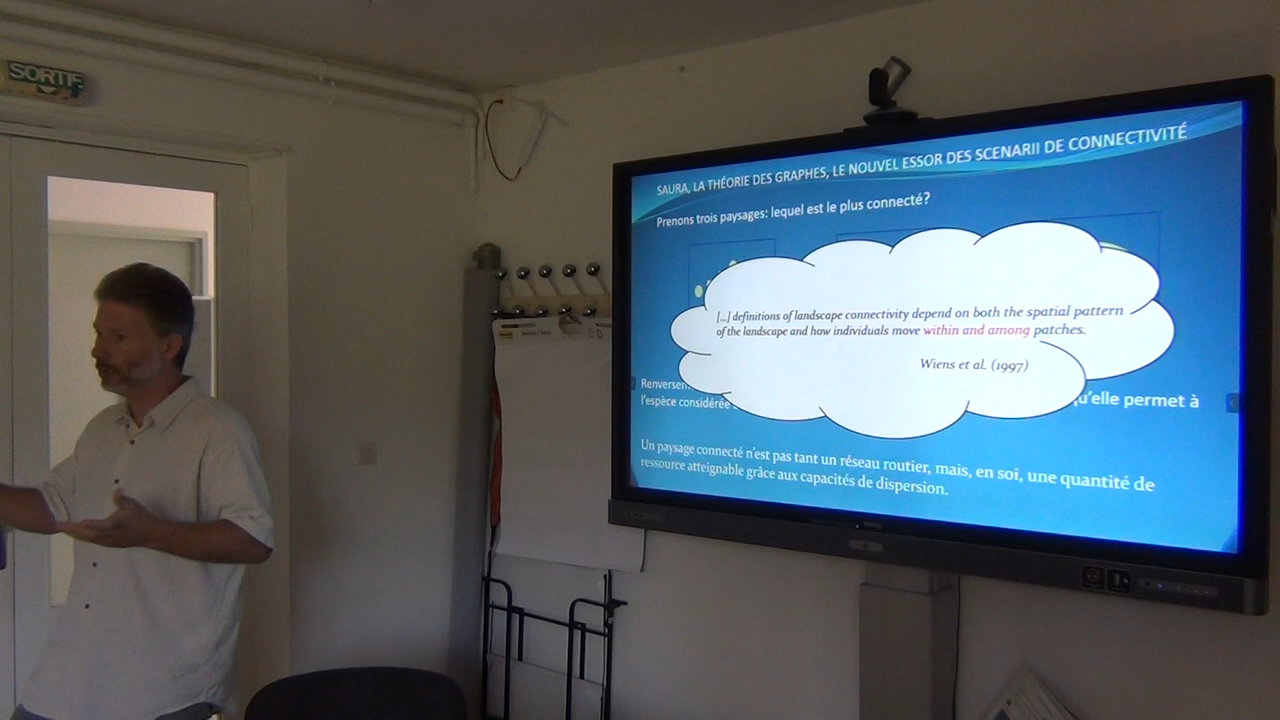 SORTIE
SAURA, LA THÉORIE DES GRAPHES, LE NOUVEL ESSOR DES SCENARII DE CONNECTIVITÉ
Prenons trois paysages: lequel est le plus connecté?
[...] definitions of landscape connectivity depend on both the spatial pattern
of the landscape and how individuals move within and among patches.
Wiens et al. (1997)
Renversen
l'espèce considérée qu'elle permet à
Un paysage connecté n'est pas tant un réseau routier, mais, en soi, une quantité de
ressource atteignable grâce aux capacités de dispersion.
BENQ